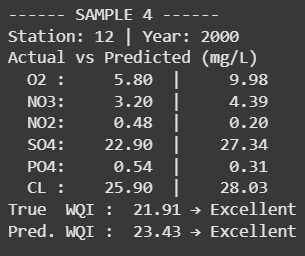 ------ SAMPLE 4 ------
Station: 12 | Year: 2000
Actual vs Predicted (mg/L)
O2 : 5.80 | 9.98
NO3: 3.20 | 4.39
NO2: 0.48 | 0.20
SO4: 22.90 | 27.34
PO4: 0.54 | 0.31
CL : 25.90 | 28.03
True WQI : 21.91 → Excellent
Pred. WQI : 23.43 → Excellent